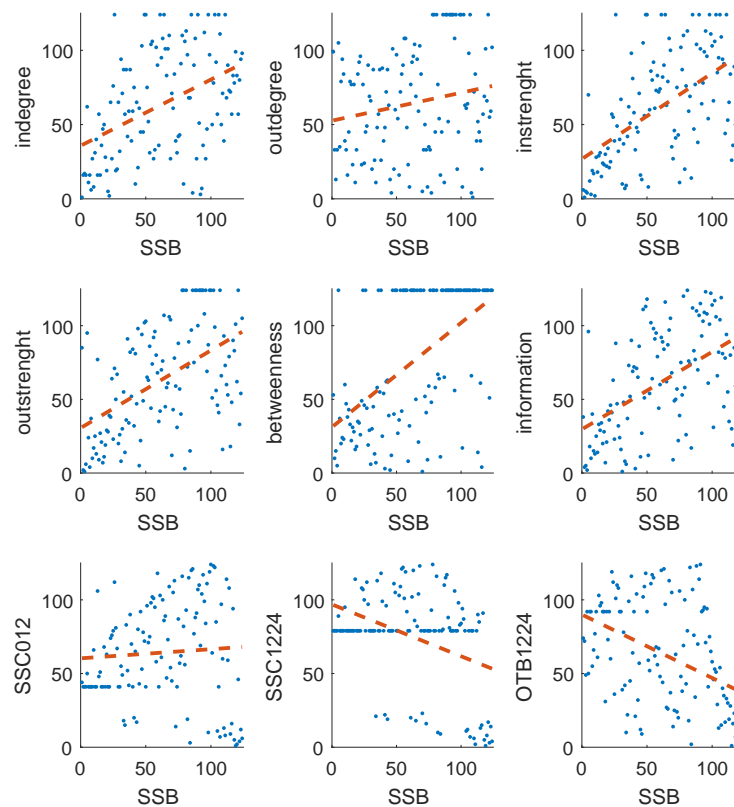 indegree
100
50
0
0 50 100
SSB
outdegree
100
50
0
0 50 100
SSB
instrenght
100
50
0
0 50 100
SSB
outstrenght
100
50
0
0 50 100
SSB
betweenness
100
50
0
0 50 100
SSB
information
100
50
0
0 50 100
SSB
SSC012
100
50
0
0 50 100
SSB
SSC1224
100
50
0
0 50 100
SSB
OTB1224
100
50
0
0 50 100
SSB